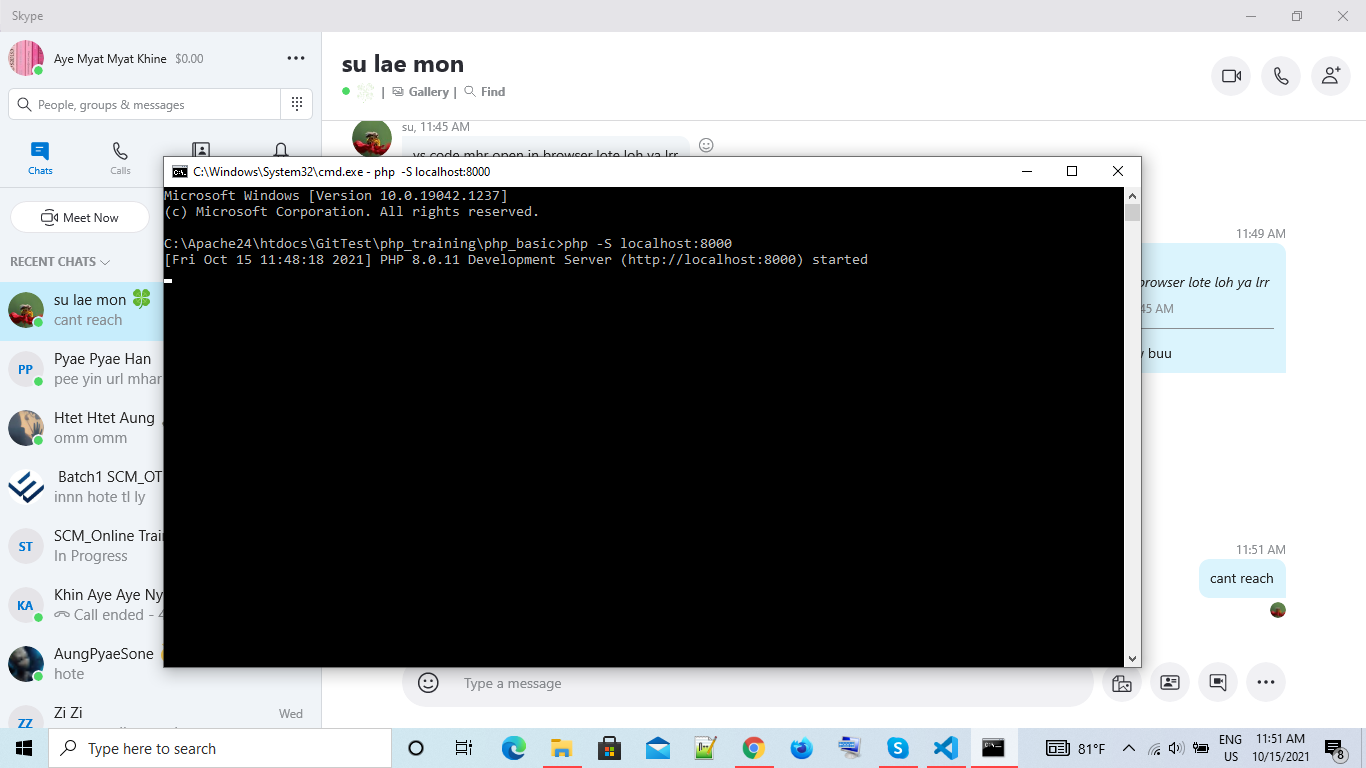 Skype
Aye Myat Myat Khine $0.00
People, groups & messages
Chats
Calls
Meet Now
RECENT CHATS
su lae mon
cant reach
Pyae Pyae Han
pee yin url mhar
PP
Htet Htet Aung
omm omm
Batch1 SCM_OT
innn hote tl ly
SCM_Online Train
In Progress
ST
Khin Aye Aye Ny
Call ended - 4
KA
AungPyaeSone
hote
Zi Zi Wed
ZZ
su lae mon
| Gallery | Find
su, 11:45 AM
vs code mhr open in browser lote loh ya lrr
C:\Windows\System32\cmd.exe - php -S localhost:8000
Microsoft Windows [Version 10.0.19042.1237]
(c) Microsoft Corporation. All rights reserved.
C:\Apache24\htdocs\GitTest\php_training\php_basic>php -S localhost:8000
[Fri Oct 15 11:48:18 2021] PHP 8.0.11 Development Server (http://localhost:8000) started
11:49 AM
browser lote loh ya lrr
45 AM
buu
11:51 AM
cant reach
Type a message
Type here to search
81°F
ENG
US
11:51 AM
10/15/2021
8